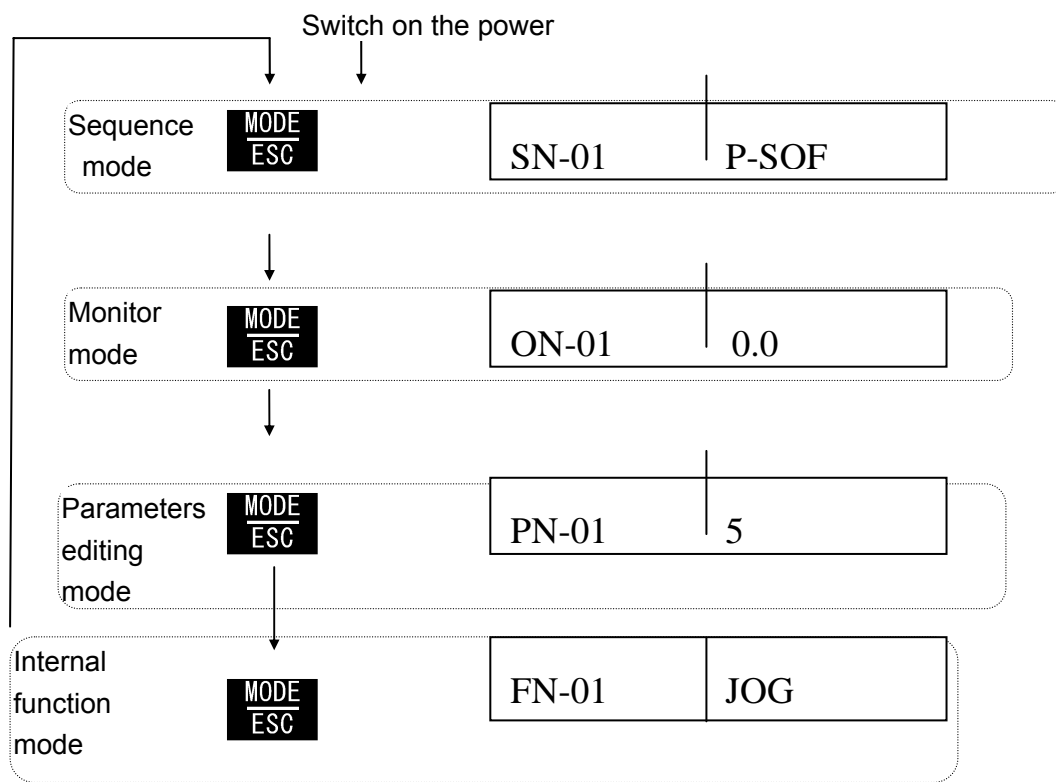 Switch on the power
Sequence
mode
MODE
ESC
SN-01
P-SOF
Monitor
mode
MODE
ESC
ON-01
0.0
Parameters
editing
mode
MODE
ESC
PN-01
5
Internal
function
mode
MODE
ESC
FN-01
JOG